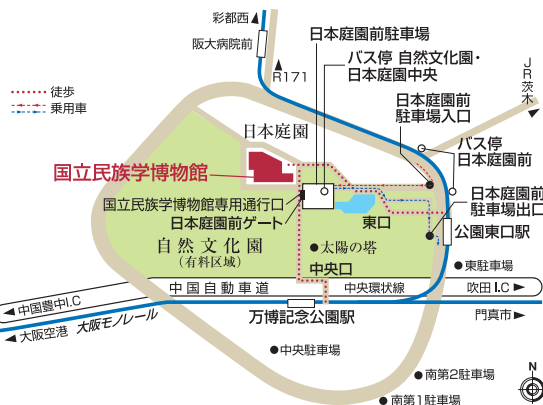 彩都西
阪大病院前
R171
日本庭園前駐車場
バス停 自然文化園・
日本庭園中央
JR茨木
徒歩
乗用車
日本庭園前
駐車場入口
日本庭園
バス停
日本庭園前
国立民族学博物館
国立民族学博物館専用通行口
日本庭園前ゲート
日本庭園前
駐車場出口
東口
公園東口駅
自然文化園
(有料区域)
太陽の塔
中央口
東駐車場
中国自動車道
中央環状線
吹田I.C
中国豊中I.C
大阪空港
大阪モノレール
万博記念公園駅
門真市
中央駐車場
南第2駐車場
南第1駐車場
N